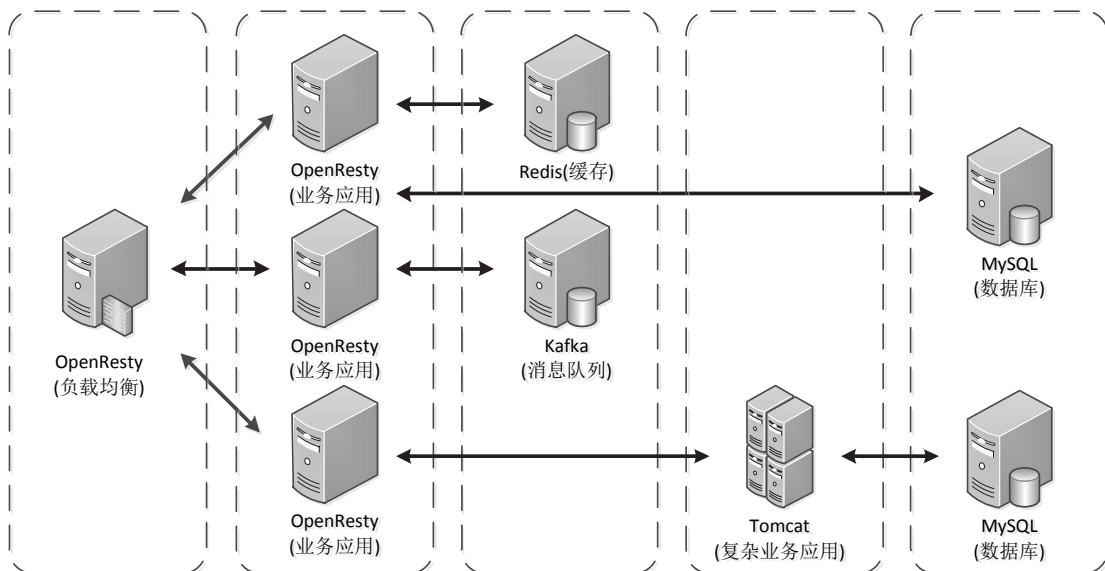 OpenResty
(业务应用)
Redis(缓存)
MySQL
(数据库)
OpenResty
(负载均衡)
OpenResty
(业务应用)
Kafka
(消息队列)
OpenResty
(业务应用)
Tomcat
(复杂业务应用)
MySQL
(数据库)